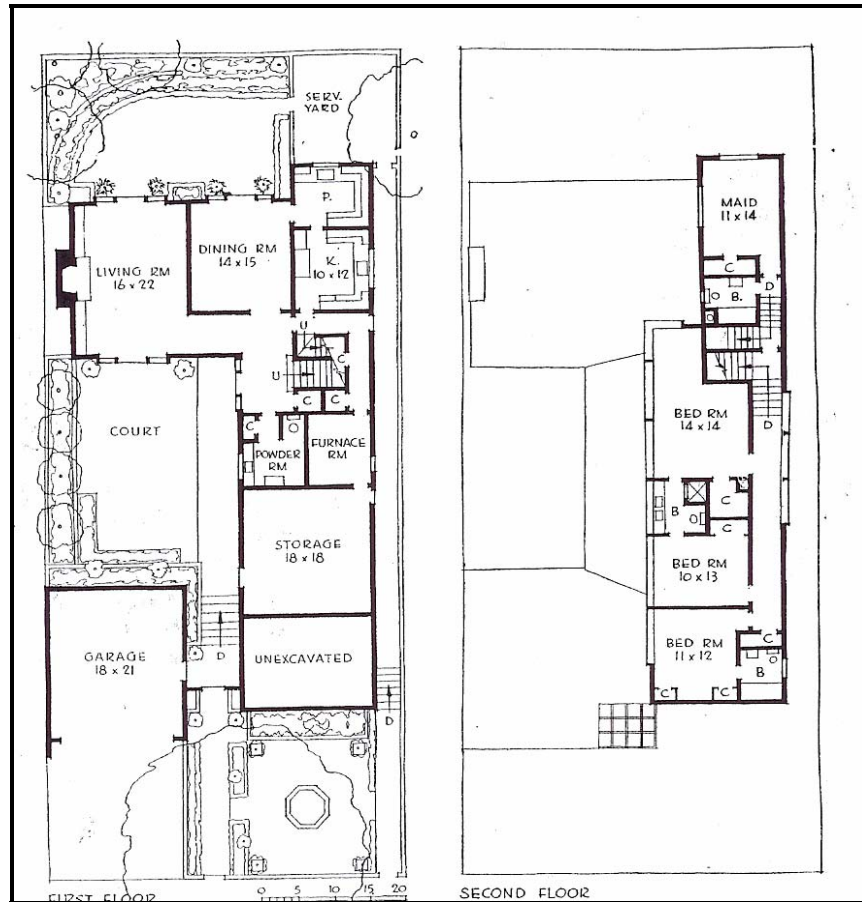 SERV.
YARD
P.
DINING RM
14 x 15
K.
10 x 12
LIVING RM
16 x 22
U
C
U
C
C
COURT
C
POWDER
RM
FURNACE
RM
STORAGE
18 x 18
GARAGE
18 x 21
D
UNEXCAVATED
D
FIRST FLOOR
0 5 10 15 20
MAID
11 x 14
C
B.
D
BED RM
14 x 14
D
C
B
C
BED RM
10 x 13
BED RM
11 x 12
C
B
C
C
SECOND FLOOR